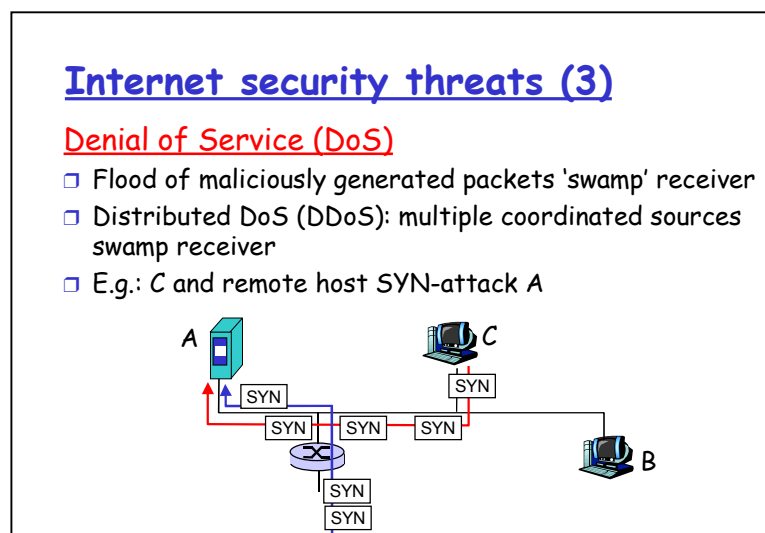 Internet security threats (3)
Denial of Service (DoS)
❒ Flood of maliciously generated packets ‘swamp’ receiver
❒ Distributed DoS (DDoS): multiple coordinated sources
swamp receiver
❒ E.g.: C and remote host SYN-attack A
A
C
SYN
SYN
SYN
SYN
SYN
B
SYN
SYN